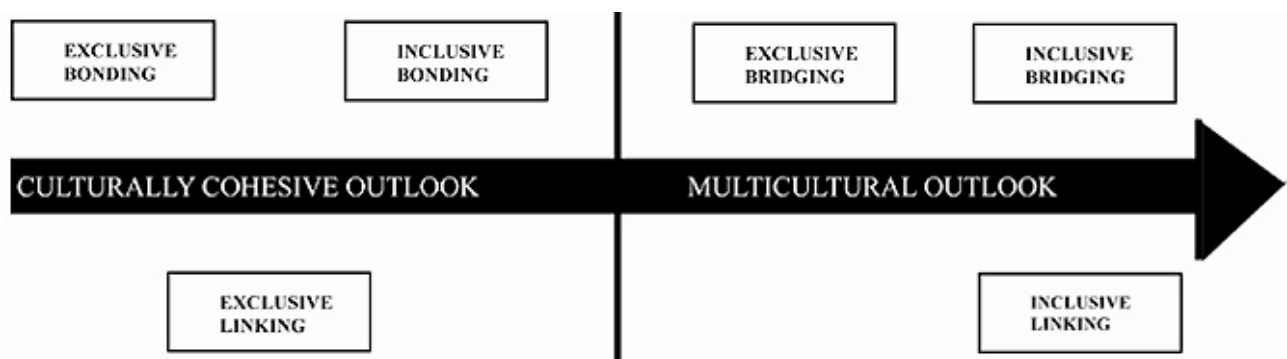 EXCLUSIVE
BONDING
INCLUSIVE
BONDING
EXCLUSIVE
BRIDGING
INCLUSIVE
BRIDGING
CULTURALLY COHESIVE OUTLOOK
MULTICULTURAL OUTLOOK
EXCLUSIVE
LINKING
INCLUSIVE
LINKING